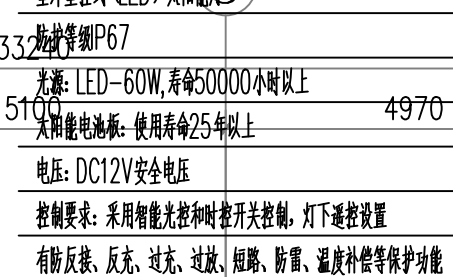 防护等级IP67
33240
光源: LED-60W,寿命50000小时以上
5100
4970
太阳能电池板: 使用寿命25年以上
电压: DC12V安全电压
控制要求: 采用智能光控和时控开关控制, 灯下遥控设置
有防反接、反充、过充、过放、短路、防雷、温度补偿等保护功能